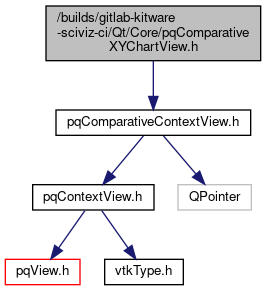 /builds/gitlab-kitware
-sciviz-ci/Qt/Core/pqComparative
XYChartView.h
pqComparativeContextView.h
pqContextView.h
QPointer
pqView.h
vtkType.h